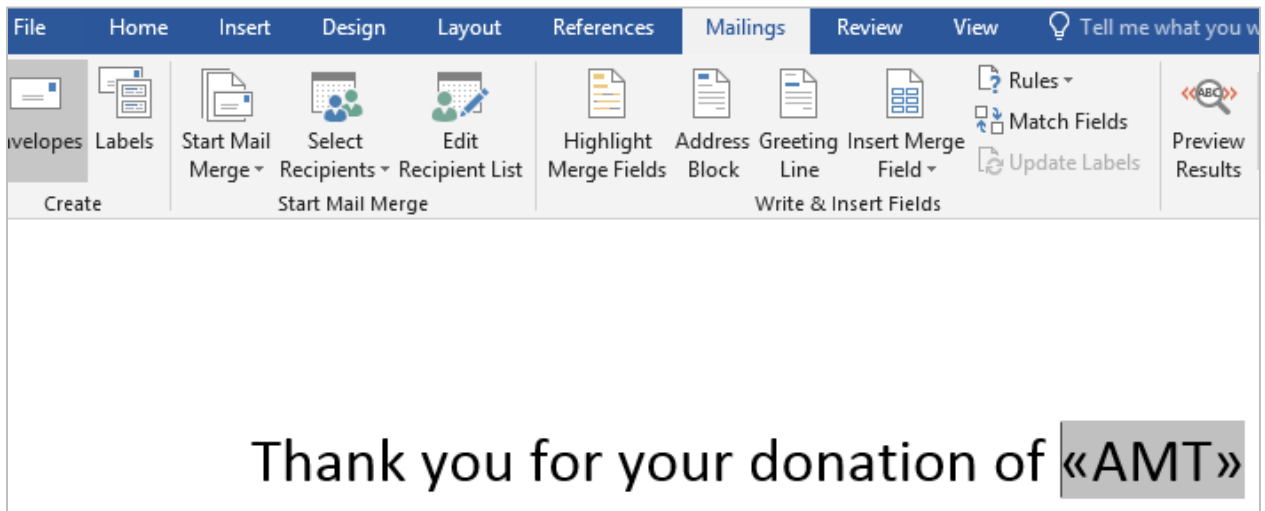 File Home Insert Design Layout References Mailings Review View Tell me what you w
«ABC»
Rules
Match Fields
Update Labels
nvelopes Labels Start Mail Select Edit Highlight Address Greeting Insert Merge Preview
Merge Recipients Recipient List Merge Fields Block Line Field Results
Create Start Mail Merge Write & Insert Fields
Thank you for your donation of «AMT»